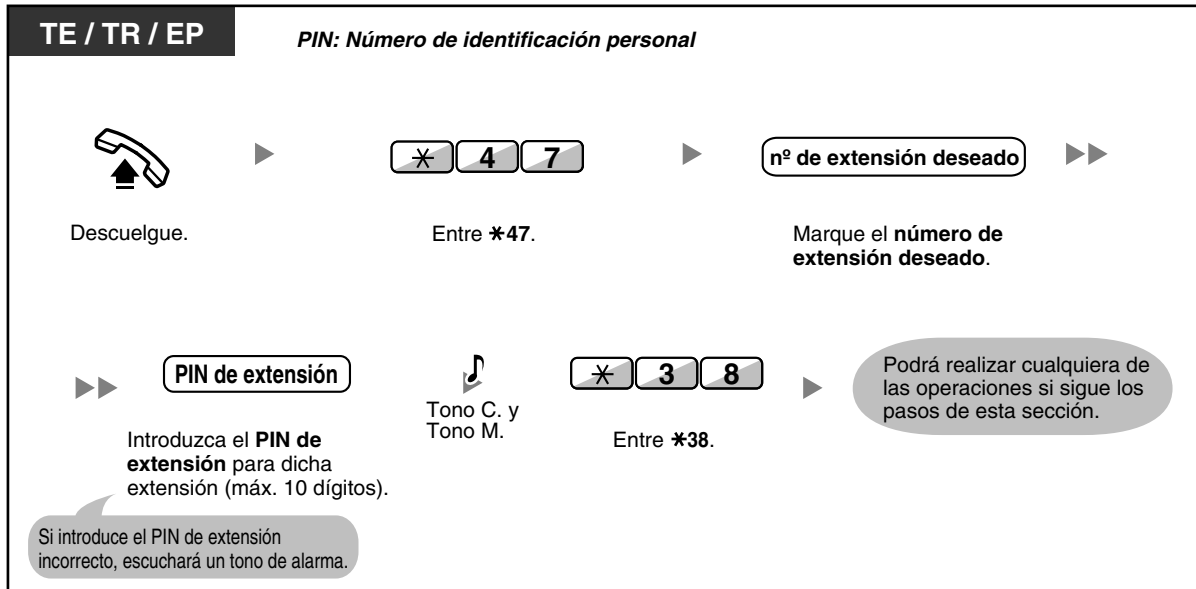 TE / TR / EP
PIN: Número de identificación personal
✳ 4 7
nº de extensión deseado
Descuelgue.
Entre ✳47.
Marque el número de
extensión deseado.
PIN de extensión
Tono C. y
Tono M.
✳ 3 8
Podrá realizar cualquiera de
las operaciones si sigue los
pasos de esta sección.
Introduzca el PIN de
extensión para dicha
extensión (máx. 10 dígitos).
Entre ✳38.
Si introduce el PIN de extensión
incorrecto, escuchará un tono de alarma.